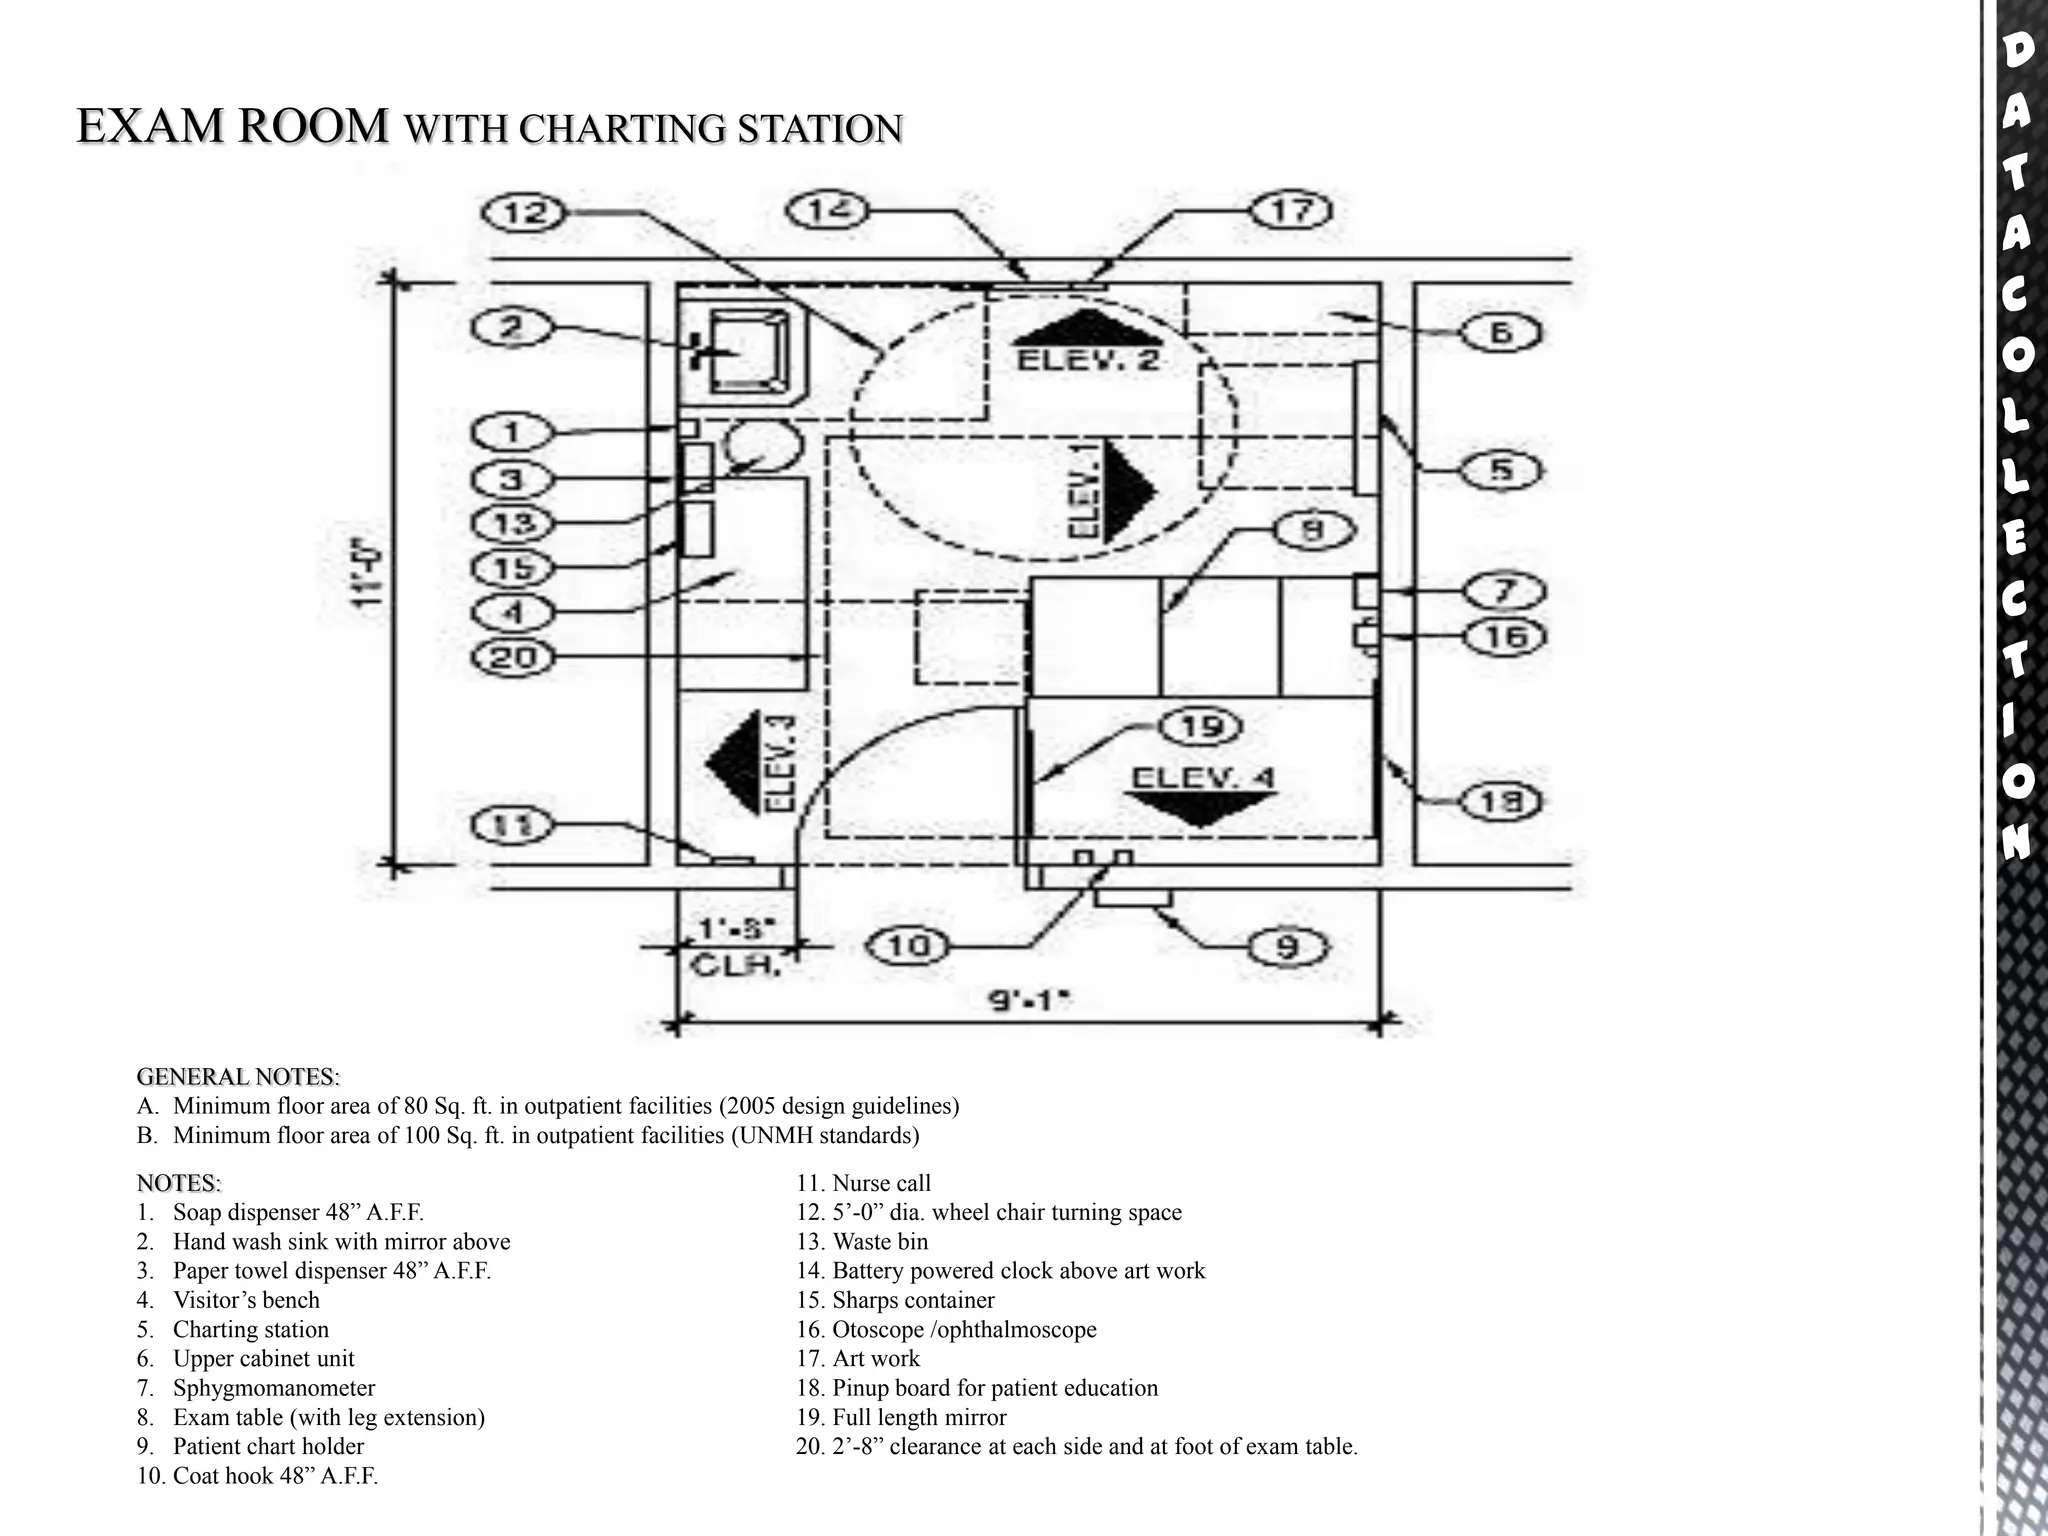 EXAM ROOM WITH CHARTING STATION
12
14
17
2
6
ELEV. 2
1
5
3
ELEV. 1
13
8
15
11'-0"
7
4
16
20
19
ELEV. 3
ELEV. 4
18
11
1'-6"
CLR.
10
9
9'-1"
GENERAL NOTES:
A. Minimum floor area of 80 Sq. ft. in outpatient facilities (2005 design guidelines)
B. Minimum floor area of 100 Sq. ft. in outpatient facilities (UNMH standards)
NOTES:
1. Soap dispenser 48” A.F.F.
2. Hand wash sink with mirror above
3. Paper towel dispenser 48” A.F.F.
4. Visitor’s bench
5. Charting station
6. Upper cabinet unit
7. Sphygmomanometer
8. Exam table (with leg extension)
9. Patient chart holder
10. Coat hook 48” A.F.F.
11. Nurse call
12. 5’-0” dia. wheel chair turning space
13. Waste bin
14. Battery powered clock above art work
15. Sharps container
16. Otoscope /ophthalmoscope
17. Art work
18. Pinup board for patient education
19. Full length mirror
20. 2’-8” clearance at each side and at foot of exam table.
DATACOLLECTION